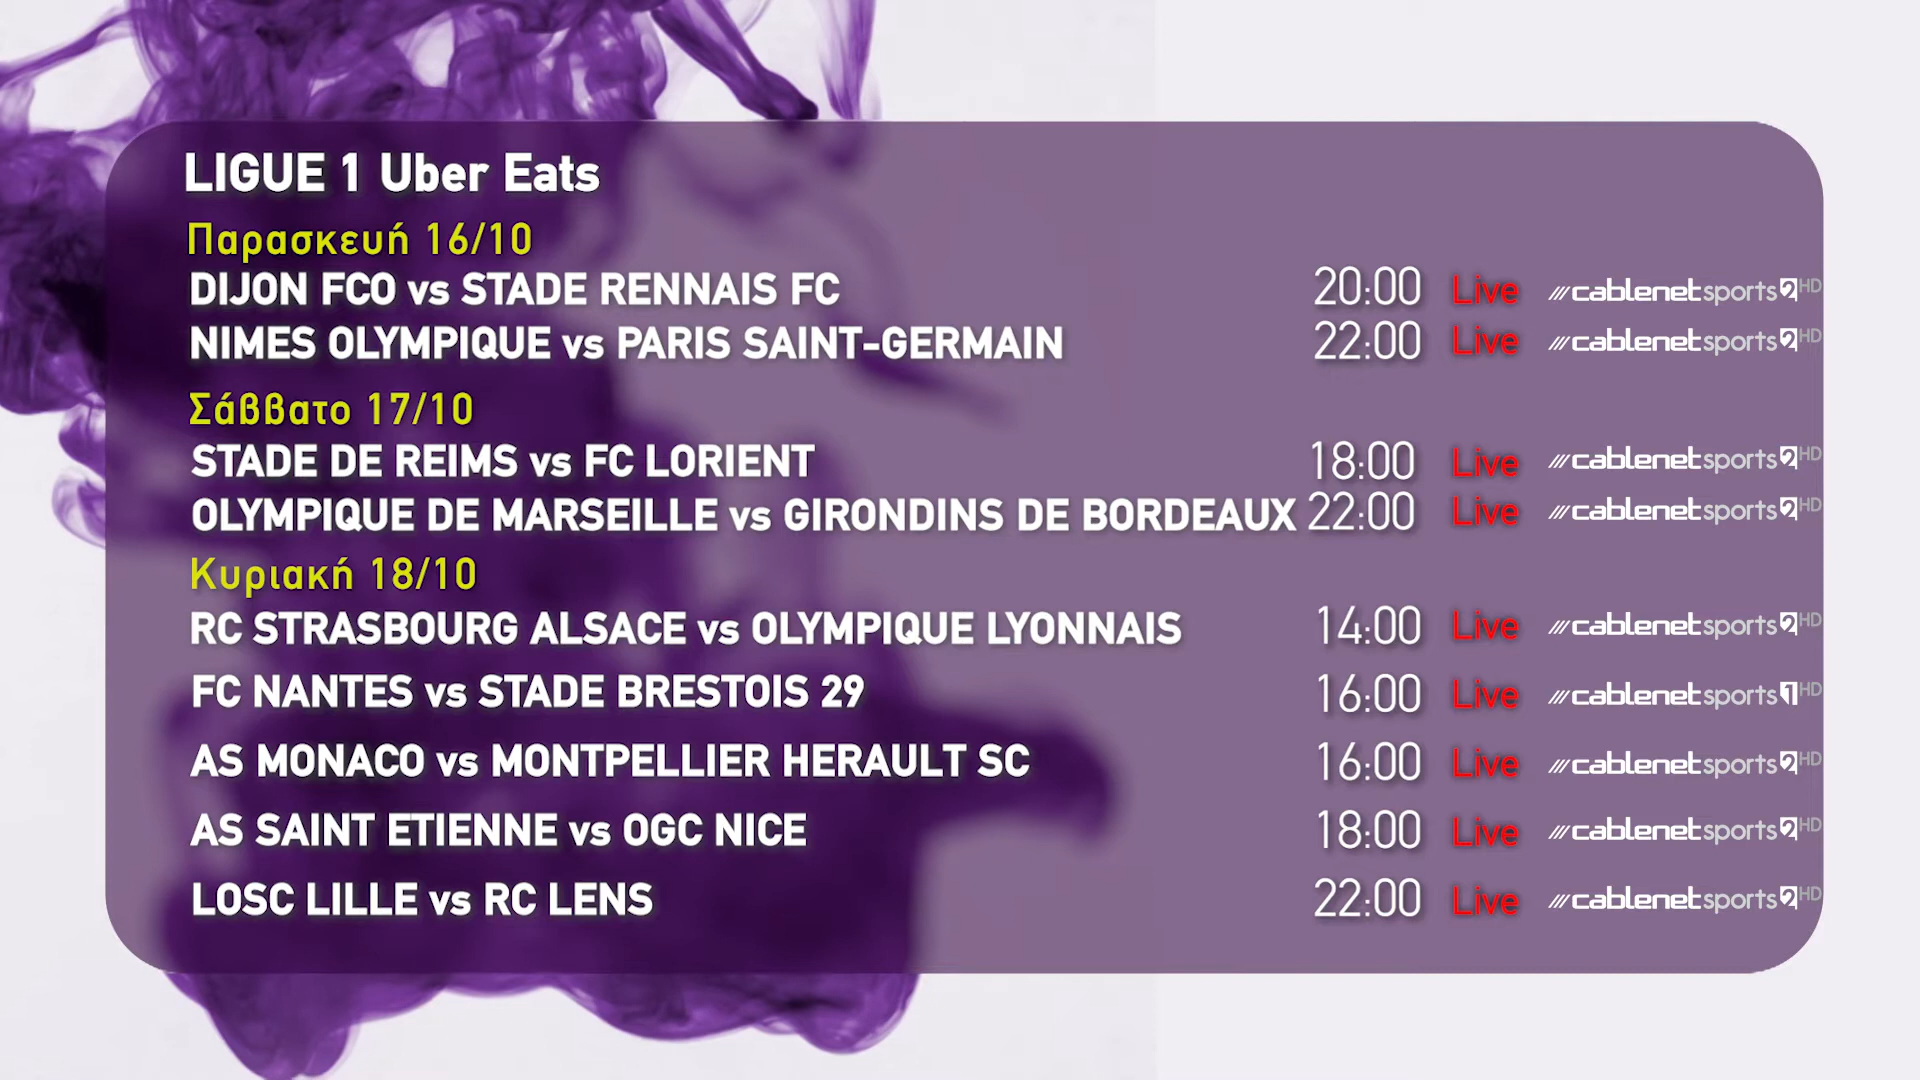 LIGUE 1 Uber Eats
Παρασκευή 16/10
DIJON FCO vs STADE RENNAIS FC 20:00 Live cablenetsports2HD
NIMES OLYMPIQUE vs PARIS SAINT-GERMAIN 22:00 Live cablenetsports2HD
Σάββατο 17/10
STADE DE REIMS vs FC LORIENT 18:00 Live cablenetsports2HD
OLYMPIQUE DE MARSEILLE vs GIRONDINS DE BORDEAUX 22:00 Live cablenetsports2HD
Κυριακή 18/10
RC STRASBOURG ALSACE vs OLYMPIQUE LYONNAIS 14:00 Live cablenetsports2HD
FC NANTES vs STADE BRESTOIS 29 16:00 Live cablenetsports1HD
AS MONACO vs MONTPELLIER HERAULT SC 16:00 Live cablenetsports2HD
AS SAINT ETIENNE vs OGC NICE 18:00 Live cablenetsports2HD
LOSC LILLE vs RC LENS 22:00 Live cablenetsports2HD